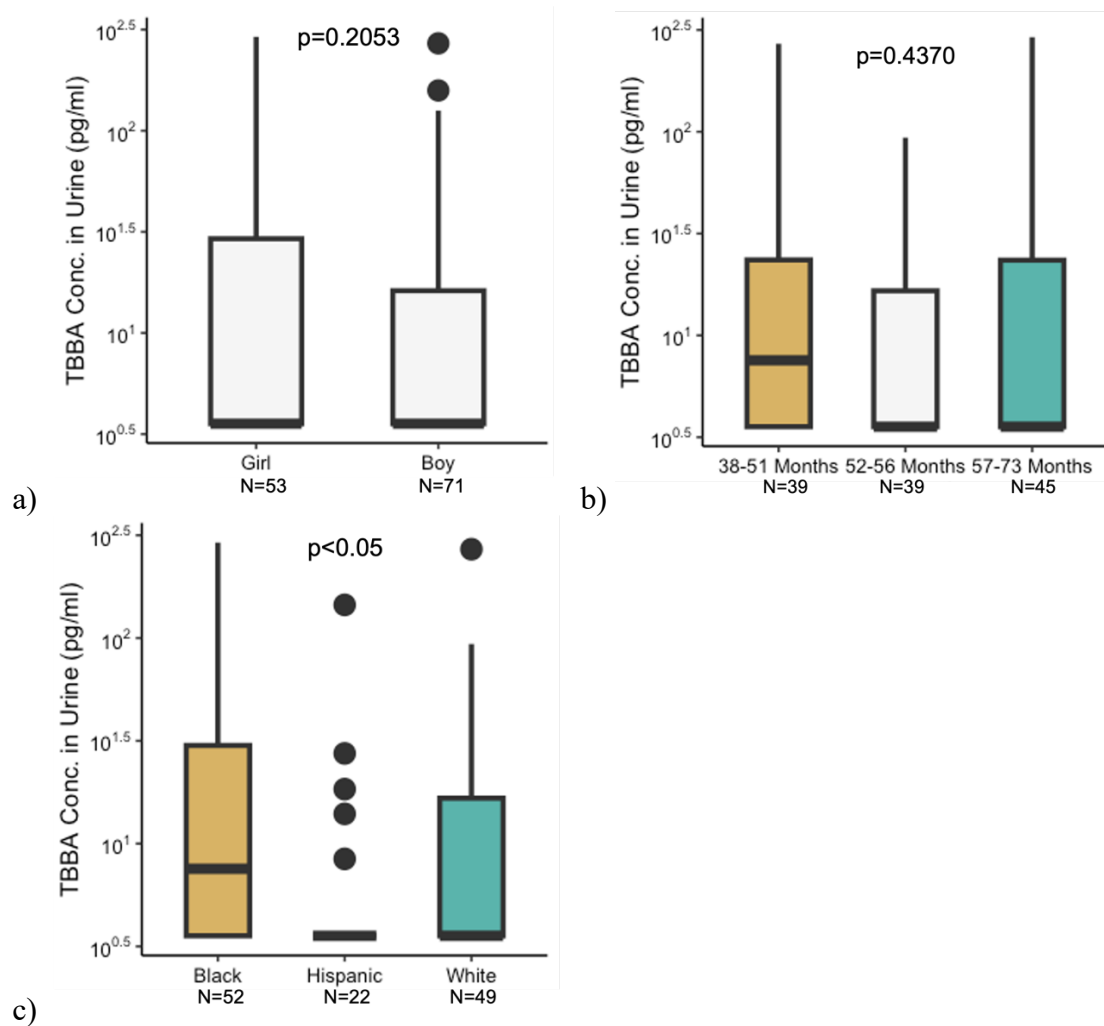 p=0.2053
TBBA Conc. in Urine (pg/ml)
10^2.5
10^2
10^1.5
10^1
10^0.5
Girl Boy
N=53 N=71
a)
p=0.4370
TBBA Conc. in Urine (pg/ml)
10^2.5
10^2
10^1.5
10^1
10^0.5
38-51 Months 52-56 Months 57-73 Months
N=39 N=39 N=45
b)
p<0.05
TBBA Conc. in Urine (pg/ml)
10^2.5
10^2
10^1.5
10^1
10^0.5
Black Hispanic White
N=52 N=22 N=49
c)